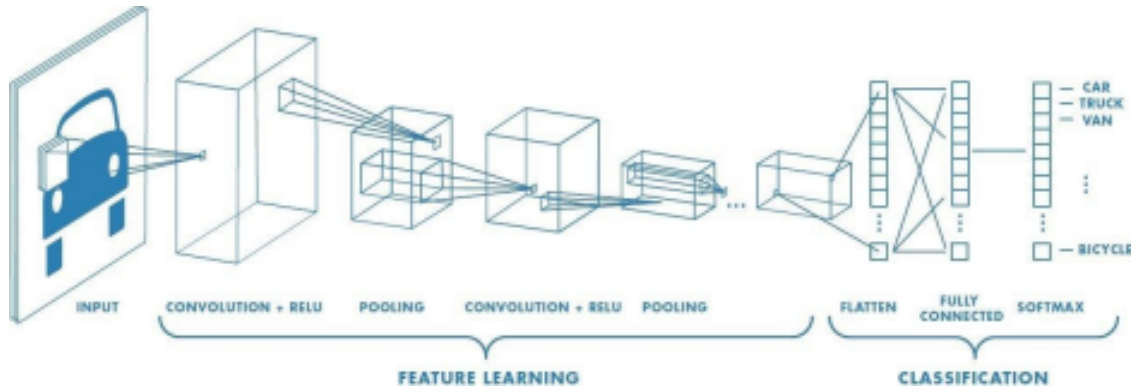 CAR
TRUCK
VAN
BICYCLE
INPUT
CONVOLUTION + RELU
POOLING
CONVOLUTION + RELU
POOLING
FLATTEN
FULLY
CONNECTED
SOFTMAX
FEATURE LEARNING
CLASSIFICATION